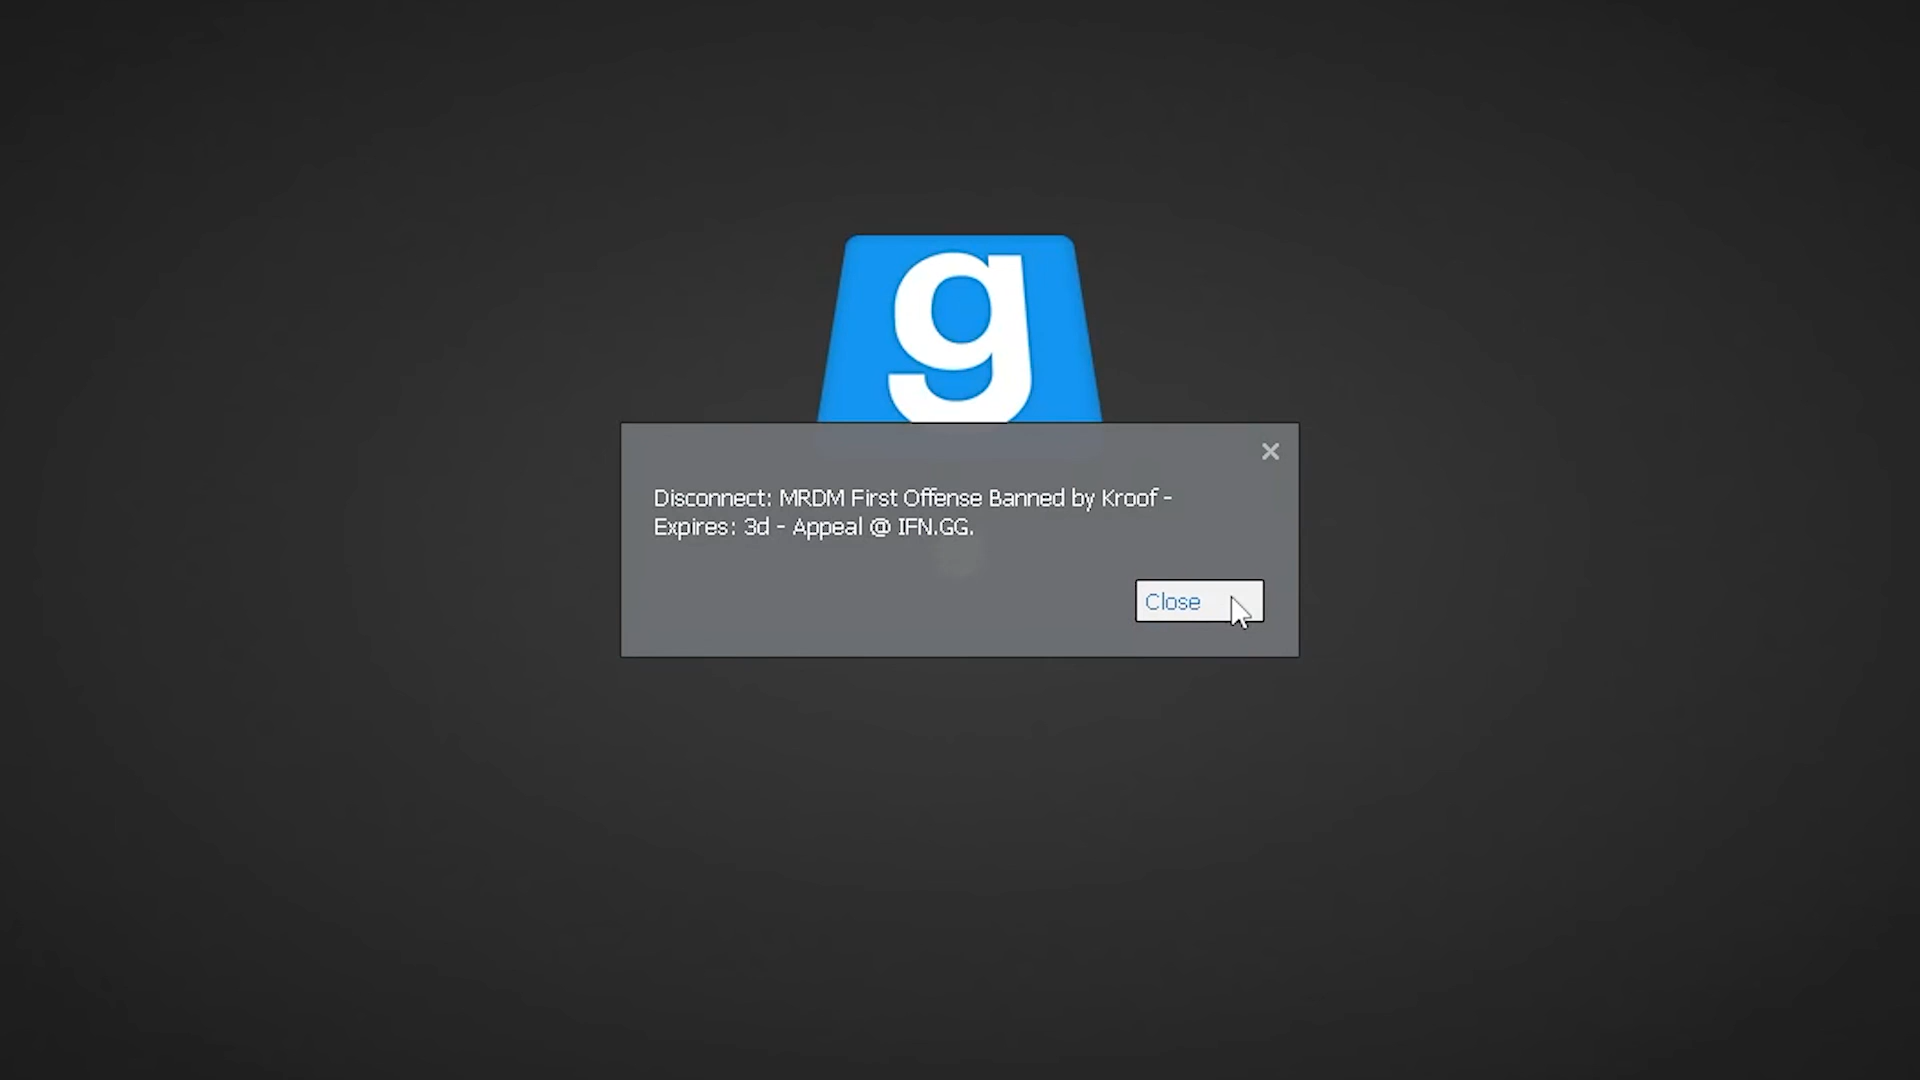 g
Disconnect: MRDM First Offense Banned by Kroof -
Expires: 3d - Appeal @ IFN.GG.
Close